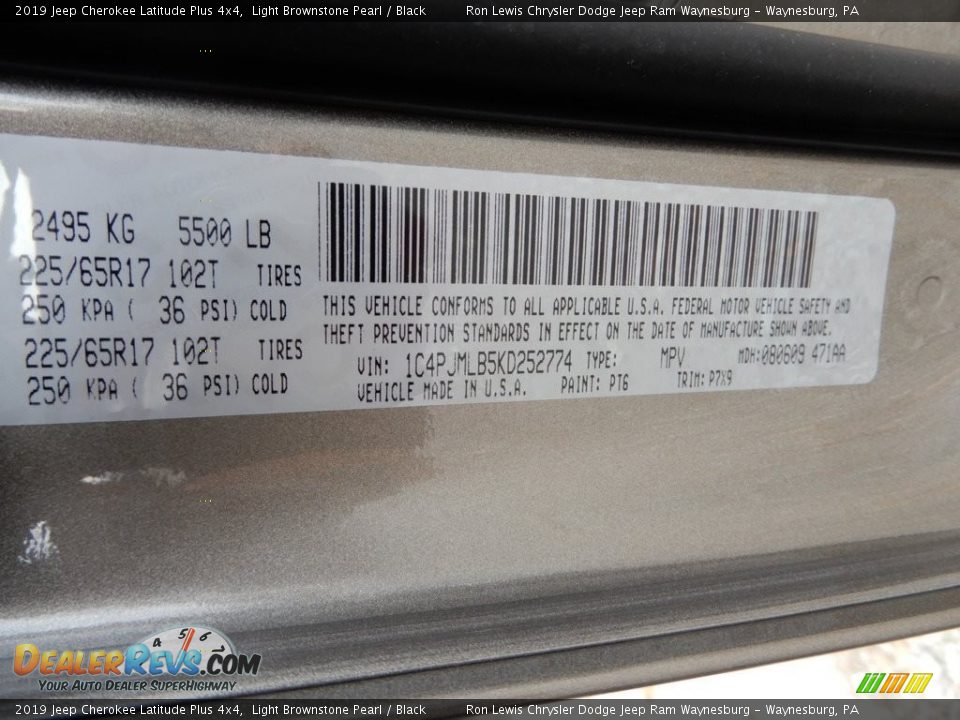 2019 Jeep Cherokee Latitude Plus 4x4, Light Brownstone Pearl / Black Ron Lewis Chrysler Dodge Jeep Ram Waynesburg - Waynesburg, PA
2495 KG 5500 LB
225/65R17 102T TIRES
250 KPA ( 36 PSI) COLD
225/65R17 102T TIRES
250 KPA ( 36 PSI) COLD
THIS VEHICLE CONFORMS TO ALL APPLICABLE U.S.A. FEDERAL MOTOR VEHICLE SAFETY AND
THEFT PREVENTION STANDARDS IN EFFECT ON THE DATE OF MANUFACTURE SHOWN ABOVE.
VIN: 1C4PJMLB5KD252774 TYPE: MPV MDH:080609 471AA
VEHICLE MADE IN U.S.A. PAINT: PTG TRIM: P7X9
4 5 6
DEALERREVS.COM
YOUR AUTO DEALER SUPERHIGHWAY
2019 Jeep Cherokee Latitude Plus 4x4, Light Brownstone Pearl / Black Ron Lewis Chrysler Dodge Jeep Ram Waynesburg - Waynesburg, PA